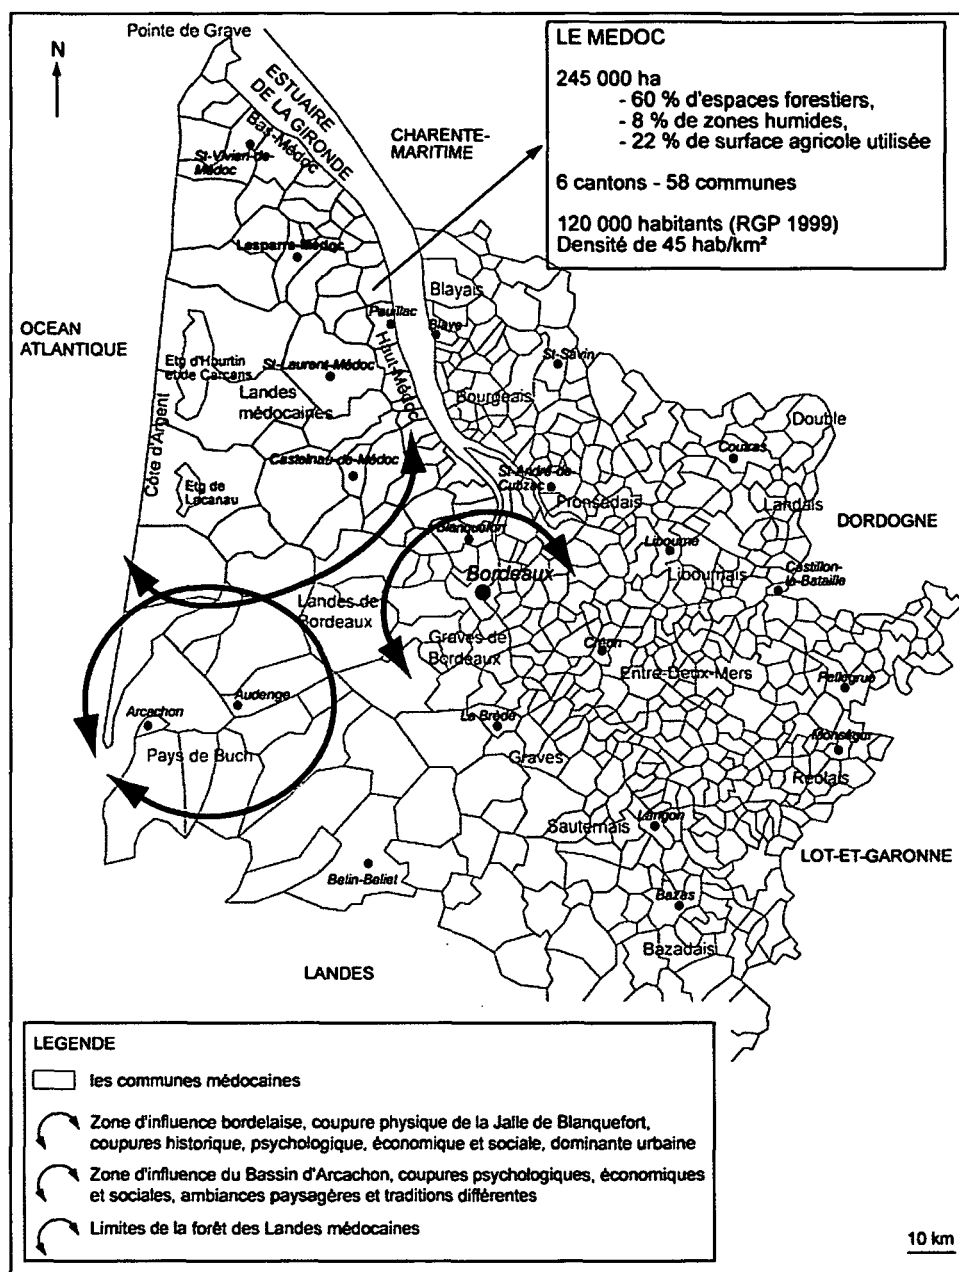 Pointe de Grave
N
ESTUAIRE
DE LA GIRONDE
Bas-Médoc
St-Vivien-de-
Médoc
CHARENTE-
MARITIME
LE MEDOC
245 000 ha
- 60 % d'espaces forestiers,
- 8 % de zones humides,
- 22 % de surface agricole utilisée
6 cantons - 58 communes
120 000 habitants (RGP 1999)
Densité de 45 hab/km²
Lesparre-Médoc
Blayais
Pauillac
Blaye
OCEAN
ATLANTIQUE
Etg d'Hourtin
et de Carcans
St-Laurent-Médoc
Haut-Médoc
St-Savin
Landes
médocaines
Bourgeais
Double
Côte d'Argent
Coutras
Castelnau-de-Médoc
St-André-de-
Cubzac
Etg de
Lacanau
Fronsadais
Landais
DORDOGNE
Blanquefort
Libourne
Bordeaux
Libournais
Castillon-
la-Bataille
Landes de
Bordeaux
Graves de
Bordeaux
Créon
Entre-Deux-Mers
Pellegrue
Audenge
Arcachon
La Brède
Monségur
Pays de Buch
Graves
Réolais
Sauternais
Langon
LOT-ET-GARONNE
Belin-Beliet
Bazas
Bazadais
LANDES
LEGENDE
les communes médocaines
Zone d'influence bordelaise, coupure physique de la Jalle de Blanquefort,
coupures historique, psychologique, économique et sociale, dominante urbaine
Zone d'influence du Bassin d'Arcachon, coupures psychologiques, économiques
et sociales, ambiances paysagères et traditions différentes
Limites de la forêt des Landes médocaines
10 km